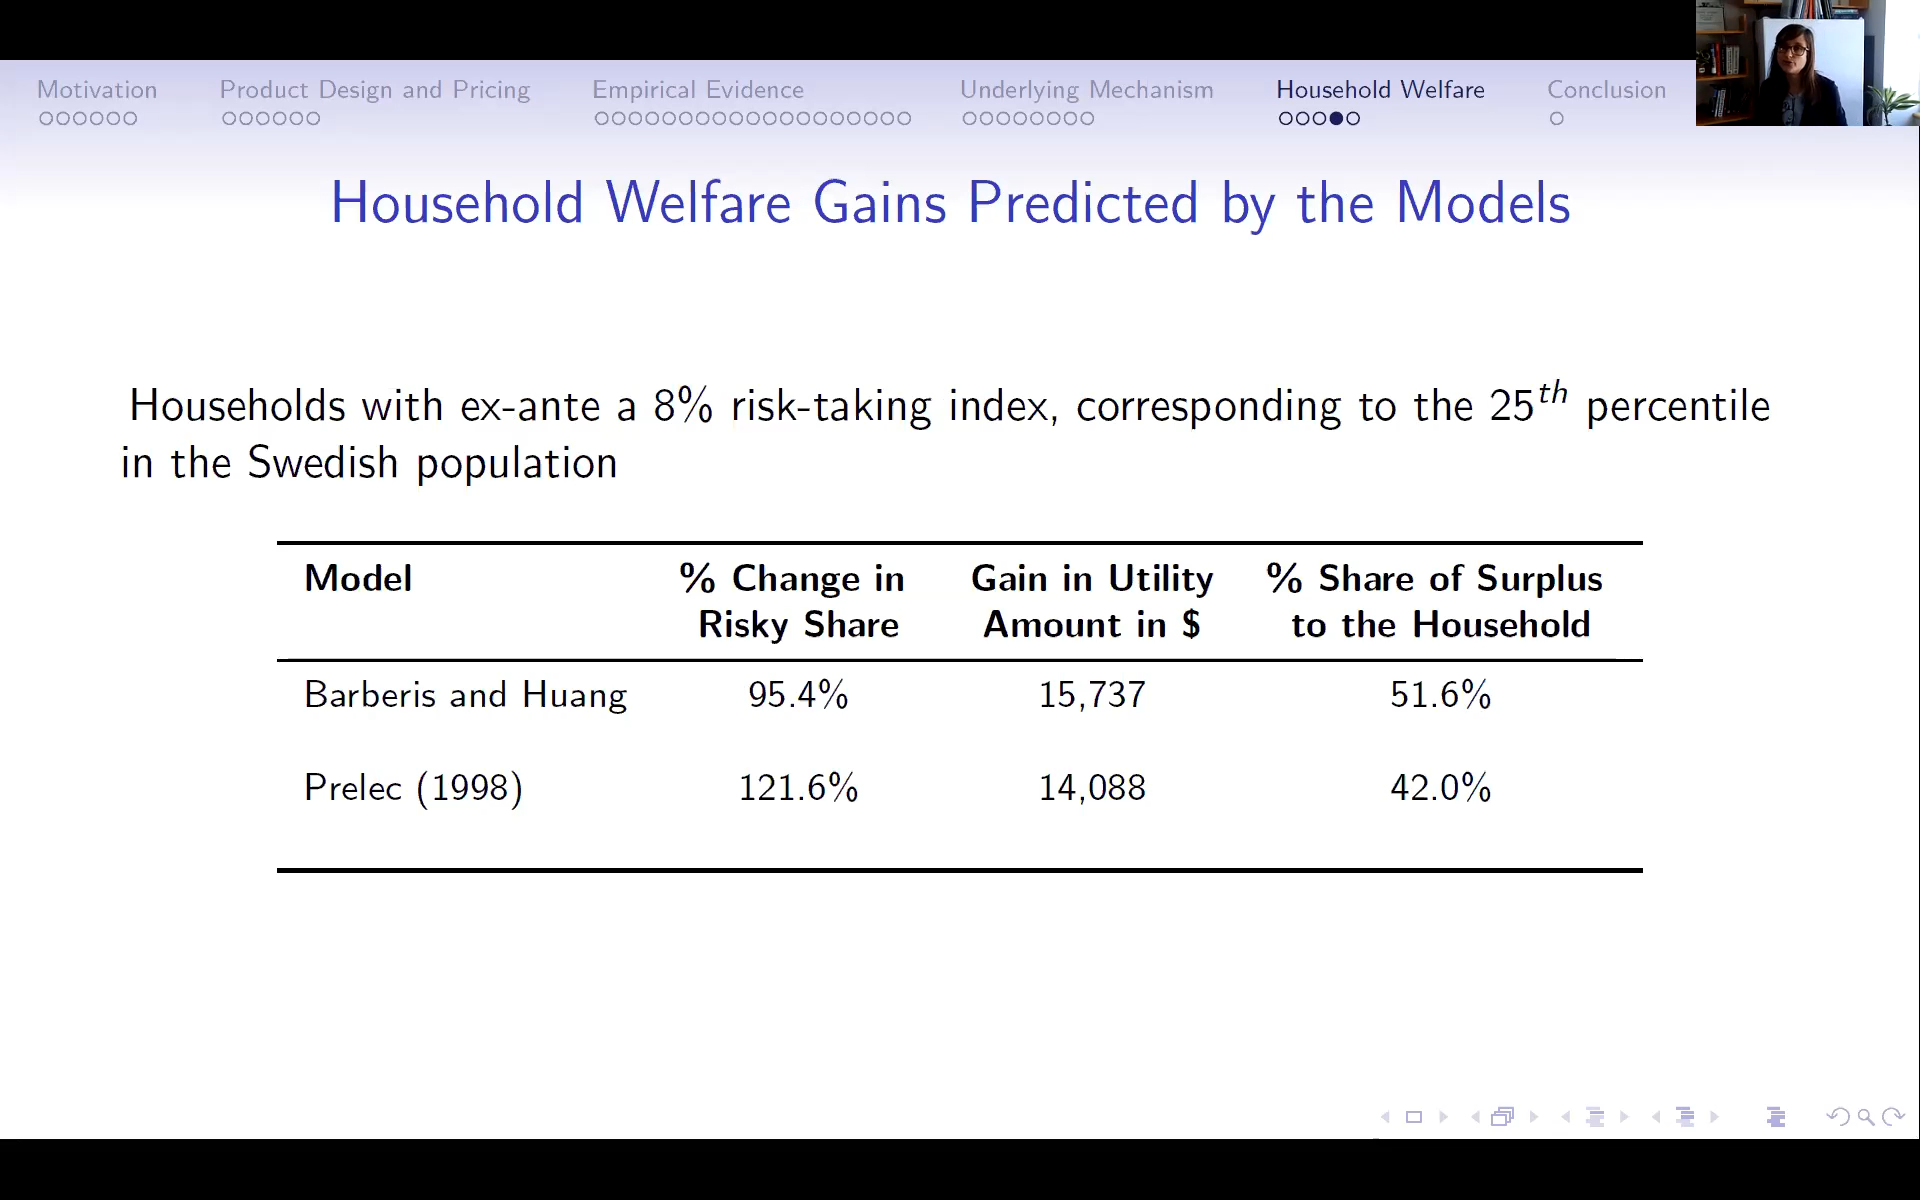 Motivation Product Design and Pricing Empirical Evidence Underlying Mechanism Household Welfare Conclusion
Household Welfare Gains Predicted by the Models
Households with ex-ante a 8% risk-taking index, corresponding to the 25th percentile
in the Swedish population
Model % Change in Gain in Utility % Share of Surplus
Risky Share Amount in $ to the Household
Barberis and Huang 95.4% 15,737 51.6%
Prelec (1998) 121.6% 14,088 42.0%